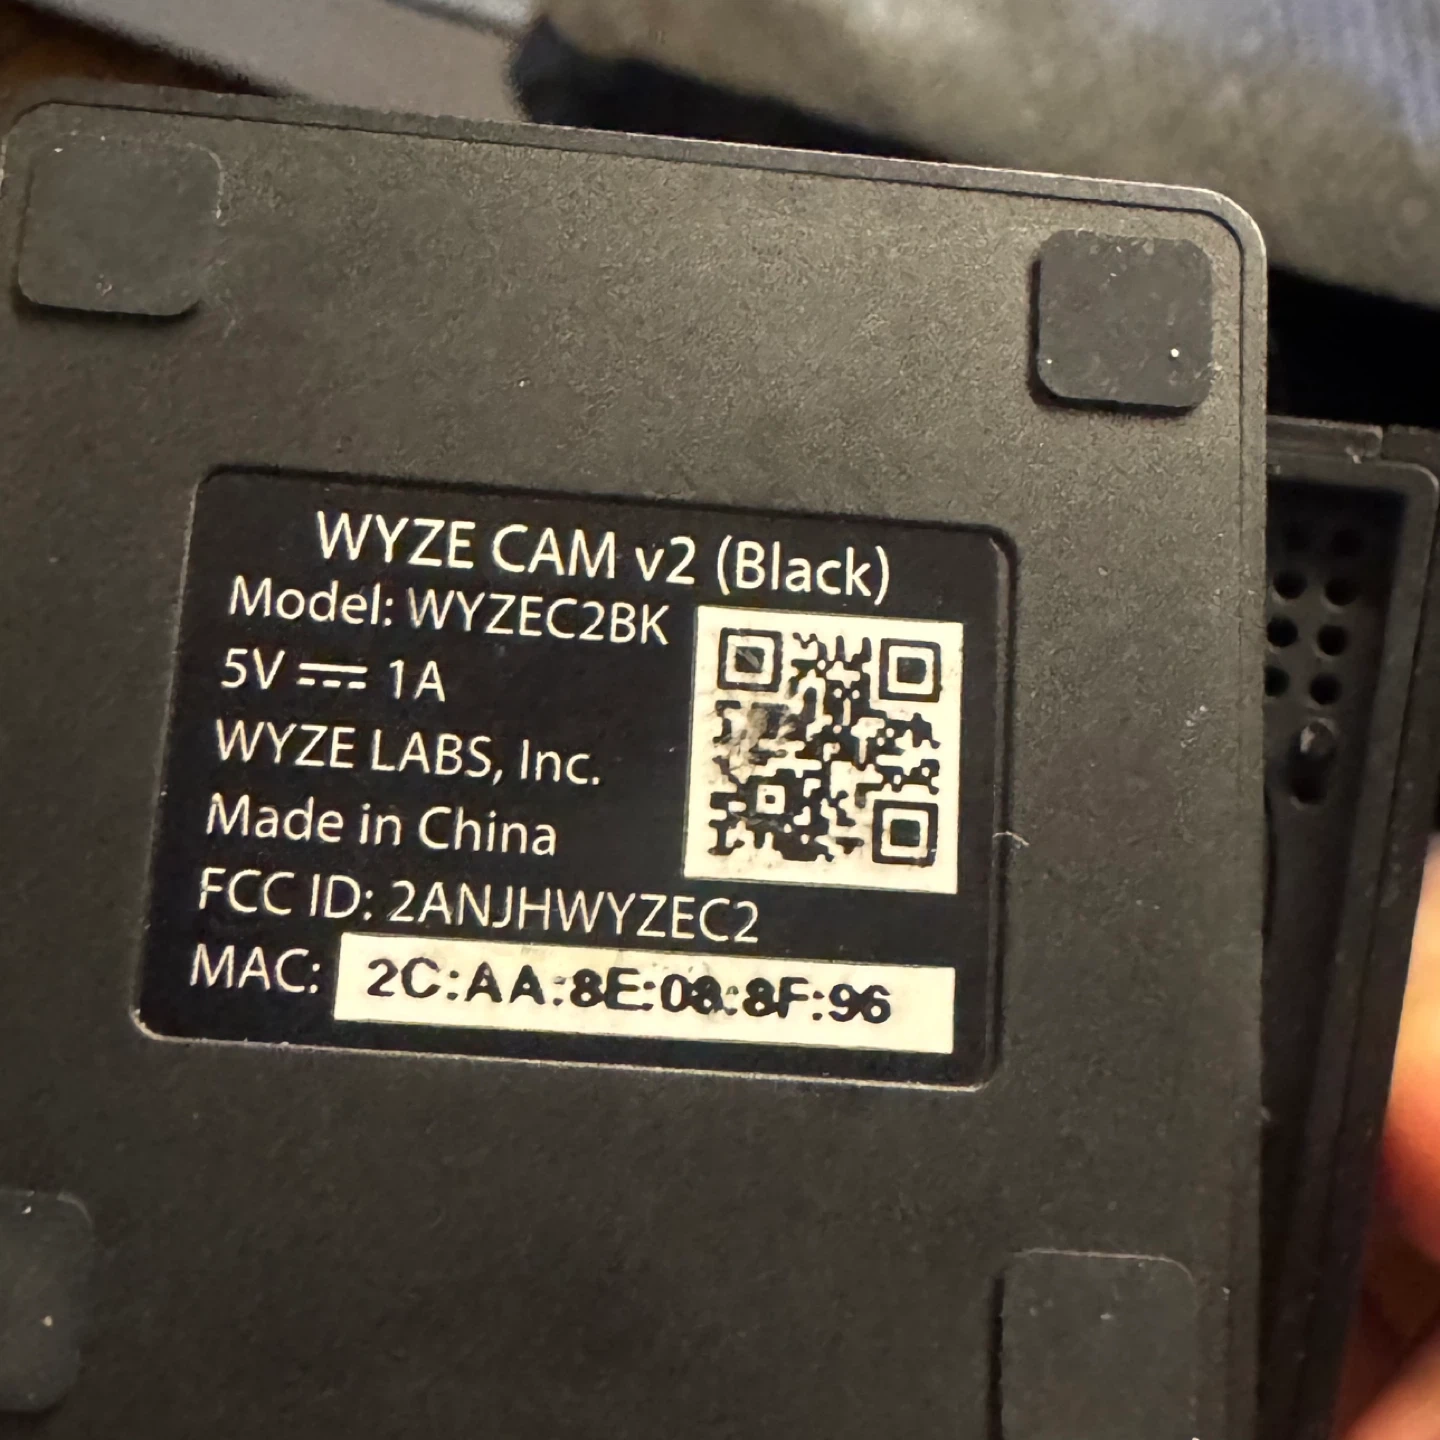 WYZE CAM v2 (Black)
Model: WYZEC2BK
5V ⎓ 1A
WYZE LABS, Inc.
Made in China
FCC ID: 2ANJHWYZEC2
MAC: 2C:AA:8E:08:8F:96